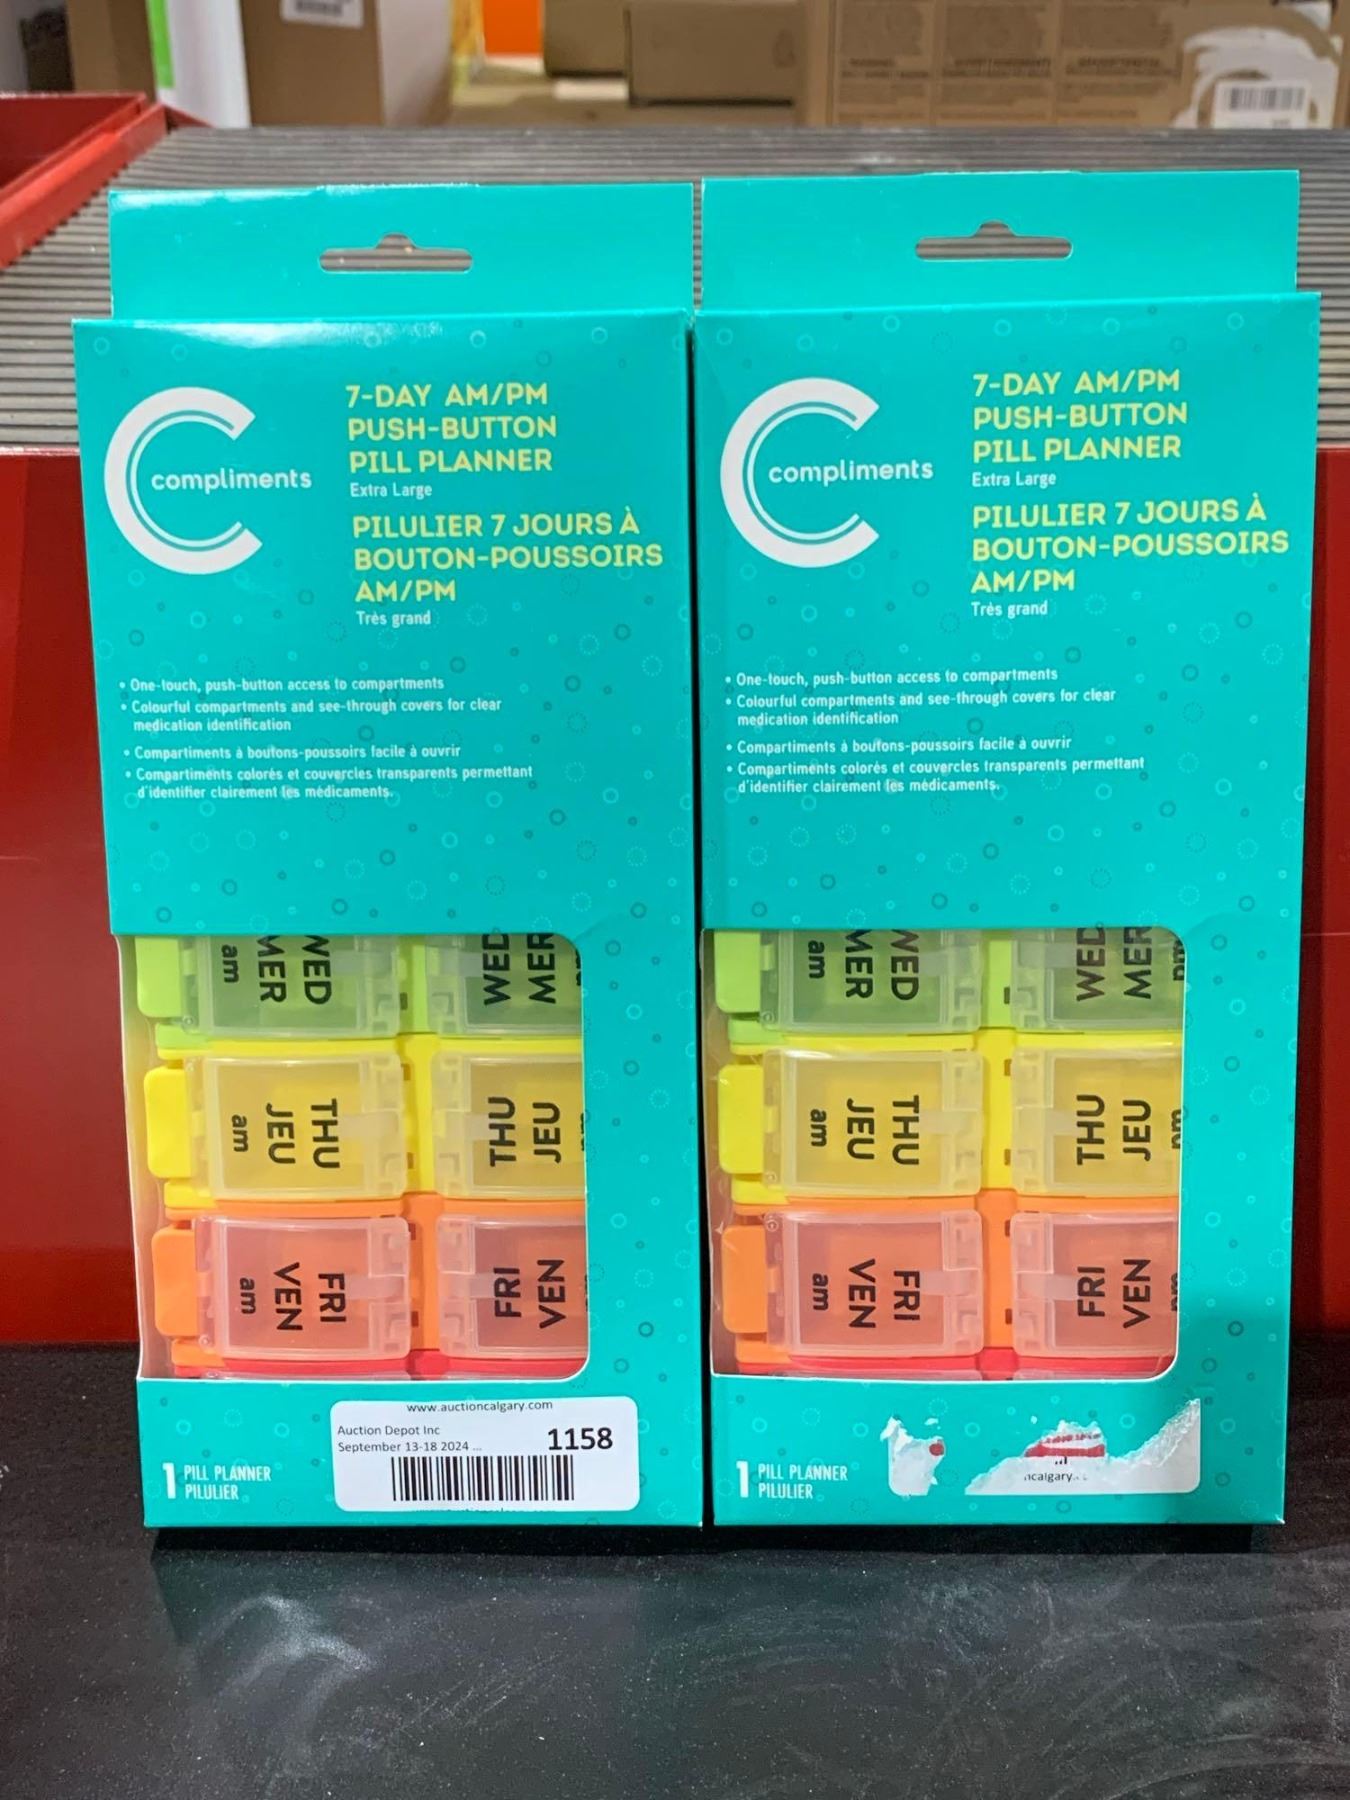 compliments
7-DAY AM/PM
PUSH-BUTTON
PILL PLANNER
Extra Large
PILULIER 7 JOURS À
BOUTON-POUSSOIRS
AM/PM
Très grand
• One-touch, push-button access to compartments
• Colourful compartments and see-through covers for clear
medication identification
• Compartiments à boutons-poussoirs facile à ouvrir
• Compartiments colorés et couvercles transparents permettant
d'identifier clairement les médicaments.
WED
MER
am
WED
MER
THU
JEU
am
THU
JEU
FRI
VEN
am
FRI
VEN
www.auctioncalgary.com
Auction Depot Inc
September 13-18 2024 ...
1158
1 PILL PLANNER
PILULIER
compliments
7-DAY AM/PM
PUSH-BUTTON
PILL PLANNER
Extra Large
PILULIER 7 JOURS À
BOUTON-POUSSOIRS
AM/PM
Très grand
• One-touch, push-button access to compartments
• Colourful compartments and see-through covers for clear
medication identification
• Compartiments à boutons-poussoirs facile à ouvrir
• Compartiments colorés et couvercles transparents permettant
d'identifier clairement les médicaments.
WED
MER
am
WED
MER
pm
THU
JEU
am
THU
JEU
pm
FRI
VEN
am
FRI
VEN
pm
1 PILL PLANNER
PILULIER